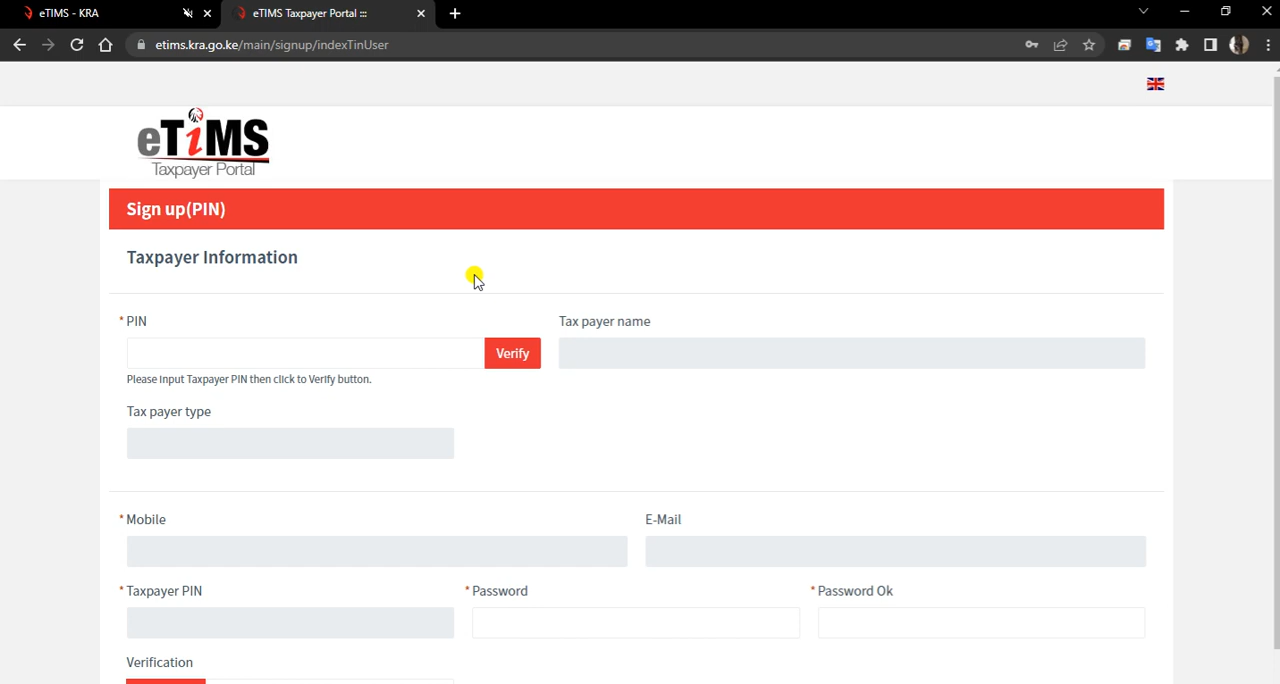 eTIMS - KRA
eTIMS Taxpayer Portal :::
etims.kra.go.ke/main/signup/indexTinUser
eTiMS
Taxpayer Portal
Sign up(PIN)
Taxpayer Information
* PIN
Tax payer name
Verify
Please Input Taxpayer PIN then click to Verify button.
Tax payer type
* Mobile
E-Mail
* Taxpayer PIN
* Password
* Password Ok
Verification